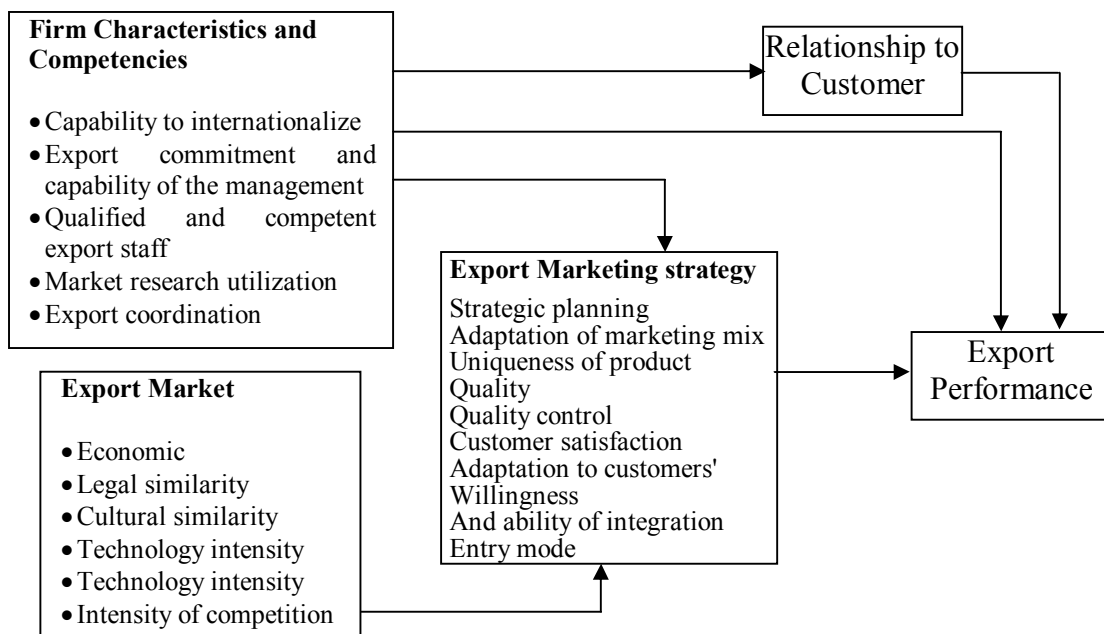 Firm Characteristics and
Competencies
• Capability to internationalize
• Export commitment and
capability of the management
• Qualified and competent
export staff
• Market research utilization
• Export coordination
Relationship to
Customer
Export Marketing strategy
Strategic planning
Adaptation of marketing mix
Uniqueness of product
Quality
Quality control
Customer satisfaction
Adaptation to customers'
Willingness
And ability of integration
Entry mode
Export
Performance
Export Market
• Economic
• Legal similarity
• Cultural similarity
• Technology intensity
• Technology intensity
• Intensity of competition